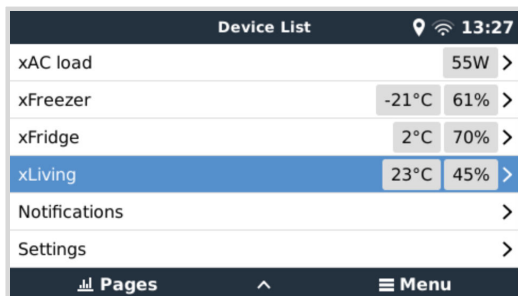 Device List 13:27
xAC load 55W
xFreezer -21°C 61%
xFridge 2°C 70%
xLiving 23°C 45%
Notifications
Settings
Pages Menu